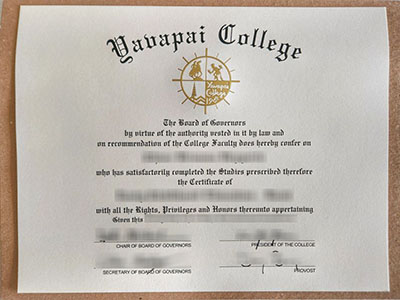 Yavapai College
The Board of Governors
by virtue of the authority vested in it by law and
on recommendation of the College Faculty does hereby confer on
who has satisfactorily completed the Studies prescribed therefore
the Certificate of
with all the Rights, Privileges and Honors thereunto appertaining
Given this
CHAIR OF BOARD OF GOVERNORS
PRESIDENT OF THE COLLEGE
SECRETARY OF BOARD OF GOVERNORS
PROVOST